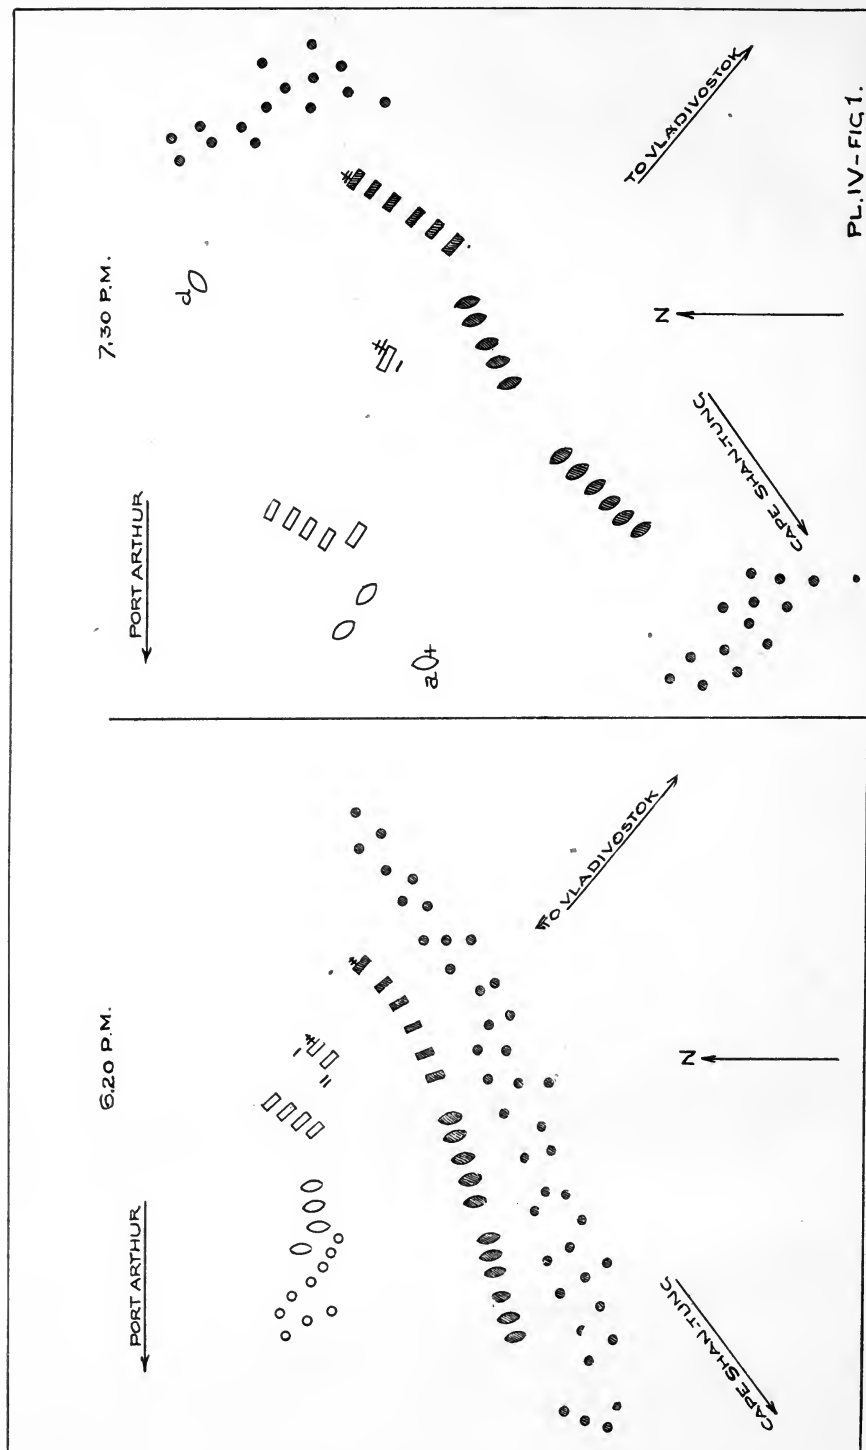 6.20 P.M.
PORT ARTHUR
TO VLADIVOSTOK
N
CAPE SHAN-TUNG
7.30 P.M.
PORT ARTHUR
d
a
TO VLADIVOSTOK
N
CAPE SHAN-TUNG
PL.IV-FIG.1.